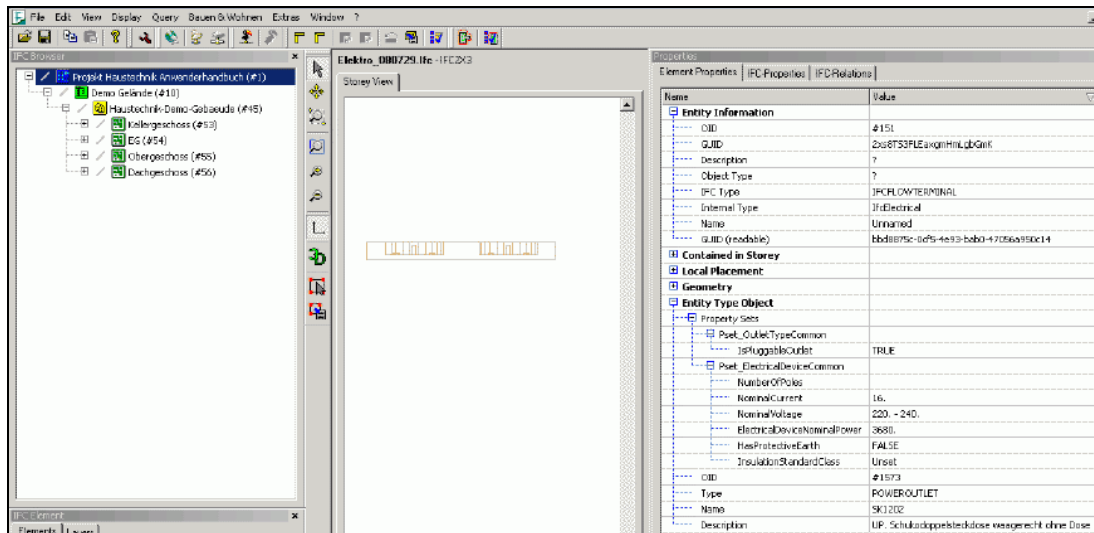 File Edit View Display Query Bauen & Wohnen Extras Window ?
IFC Browser
Projekt Haustechnik Anwenderhandbuch (#1)
Demo Gelände (#10)
Haustechnik-Demo-Gebaeude (#45)
Kellergeschoss (#53)
EG (#54)
Obergeschoss (#55)
Dachgeschoss (#56)
IFC Element
Elements Layers
Elektro_080729.ifc - IFC2X3
Storey View
Properties
Element Properties IFC-Properties IFC-Relations
Name Value
Entity Information
OID #151
GUID 2xs8TS3FLEaxgmHmLgbGmK
Description ?
Object Type ?
IFC Type IFCFLOWTERMINAL
Internal Type IfcElectrical
Name Unnamed
GUID (readable) bbd8875c-0cf5-4e93-bab0-47056a950c14
Contained in Storey
Local Placement
Geometry
Entity Type Object
Property Sets
Pset_OutletTypeCommon
IsPluggableOutlet TRUE
Pset_ElectricalDeviceCommon
NumberOfPoles
NominalCurrent 16.
NominalVoltage 220. - 240.
ElectricalDeviceNominalPower 3680.
HasProtectiveEarth FALSE
InsulationStandardClass Unset
OID #1573
Type POWEROUTLET
Name SK1202
Description UP. Schukodoppelsteckdose waagerecht ohne Dose